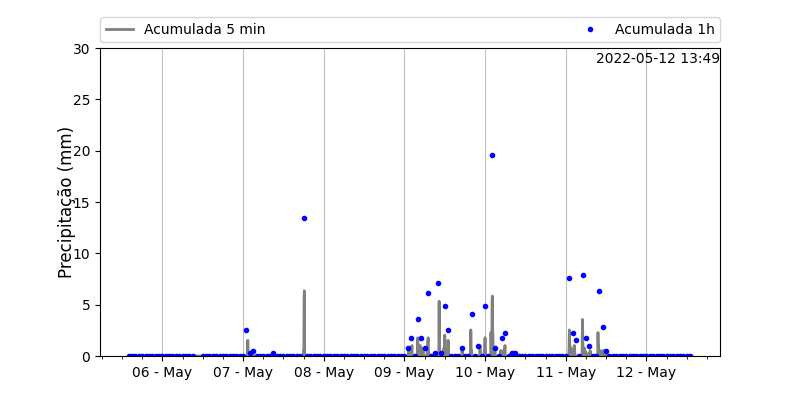 Acumulada 5 min
Acumulada 1h
2022-05-12 13:49
Precipitação (mm)
30
25
20
15
10
5
0
06 - May 07 - May 08 - May 09 - May 10 - May 11 - May 12 - May